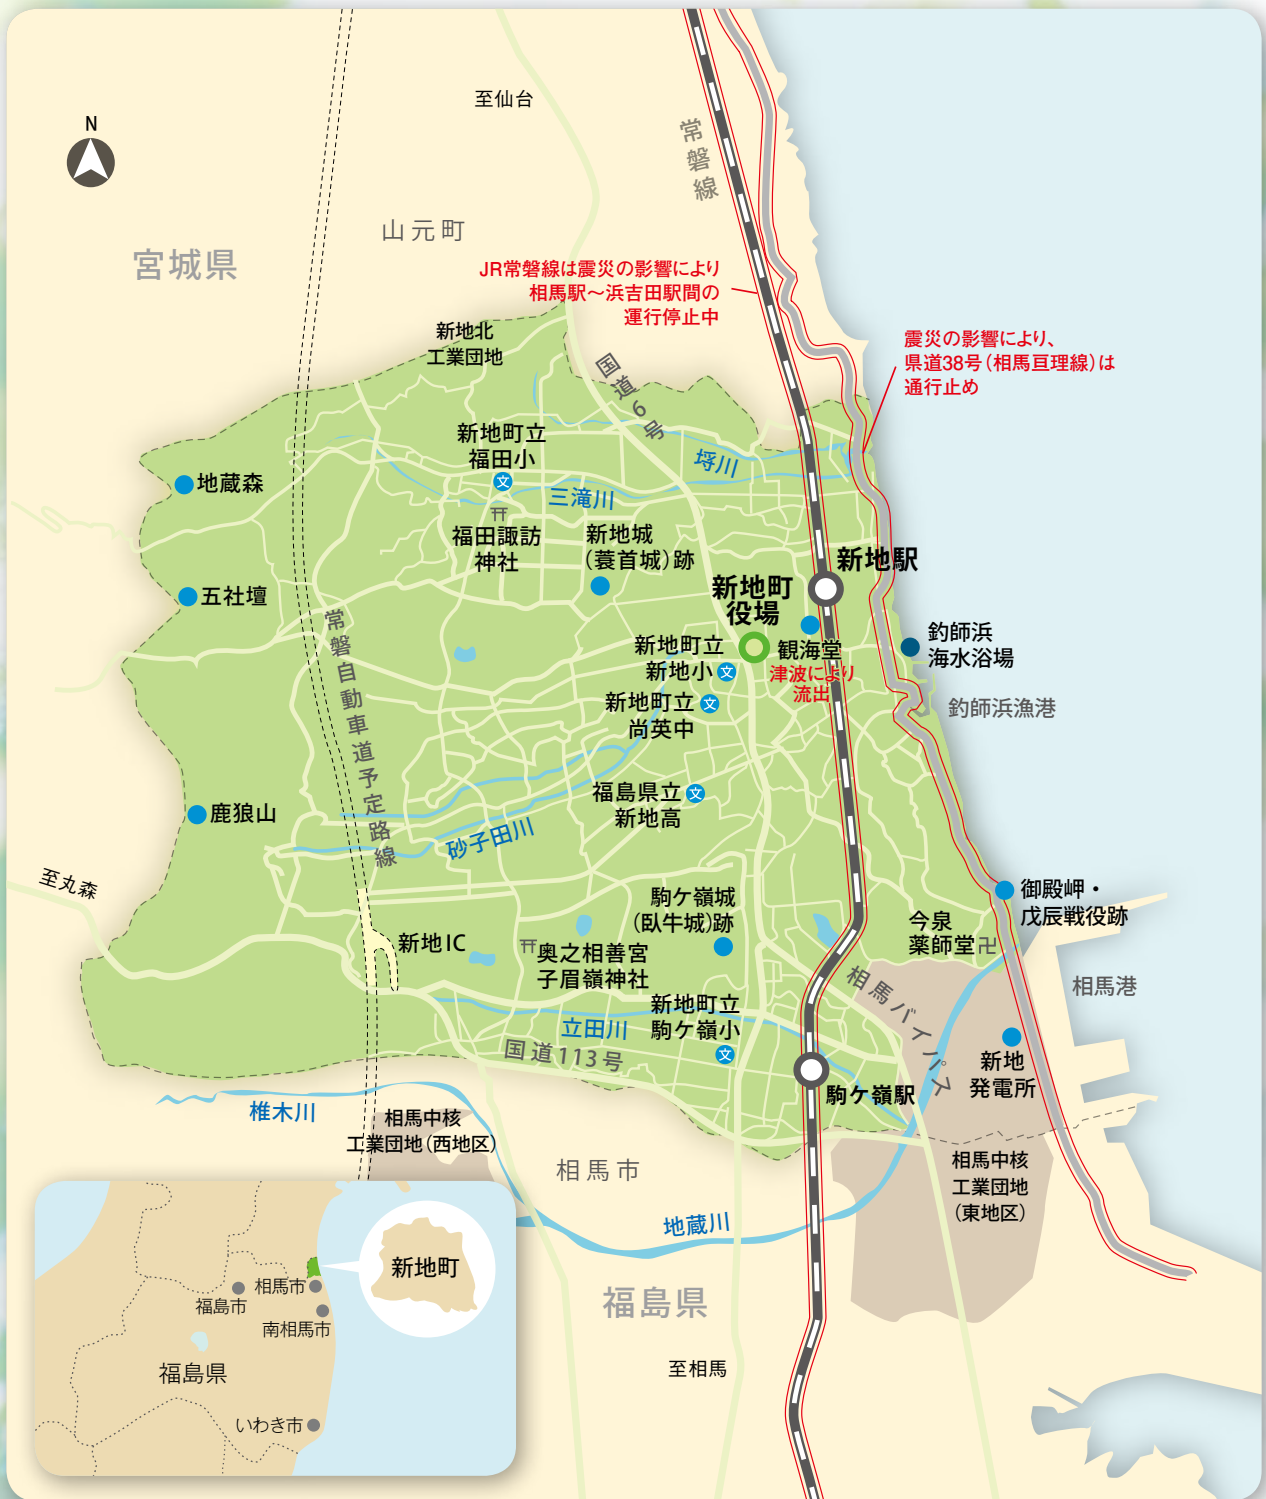 至仙台
N
常磐線
山元町
宮城県
JR常磐線は震災の影響により
相馬駅～浜吉田駅間の
運行停止中
新地北
工業団地
震災の影響により、
県道38号(相馬亘理線)は
通行止め
国道6号
新地町立
福田小
文
埒川
地蔵森
三滝川
福田諏訪
神社
新地城
(蓑首城)跡
新地駅
新地町
役場
五社壇
常磐自動車道予定路線
観海堂
津波により
流出
釣師浜
海水浴場
新地町立
新地小
文
釣師浜漁港
新地町立
尚英中
文
福島県立
新地高
文
鹿狼山
砂子田川
至丸森
御殿岬・
戊辰戦役跡
駒ケ嶺城
(臥牛城)跡
今泉
薬師堂
卍
新地IC
奥之相善宮
子眉嶺神社
相馬バイパス
相馬港
新地町立
駒ケ嶺小
文
立田川
国道113号
新地
発電所
駒ケ嶺駅
椎木川
相馬中核
工業団地(西地区)
相馬市
相馬中核
工業団地
(東地区)
地蔵川
福島県
至相馬
新地町
相馬市
福島市
南相馬市
福島県
いわき市